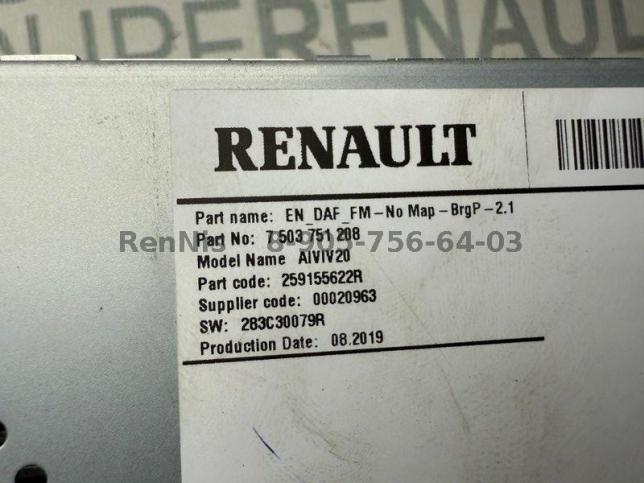 RENAULT
RENAULT
Part name: EN_DAF_FM-No Map-BrgP-2.1
Part No: 7 503 751 208
RenNis 8-903-756-64-03
Model Name AIVIV20
Part code: 259155622R
Supplier code: 00020963
SW: 283C30079R
Production Date: 08.2019